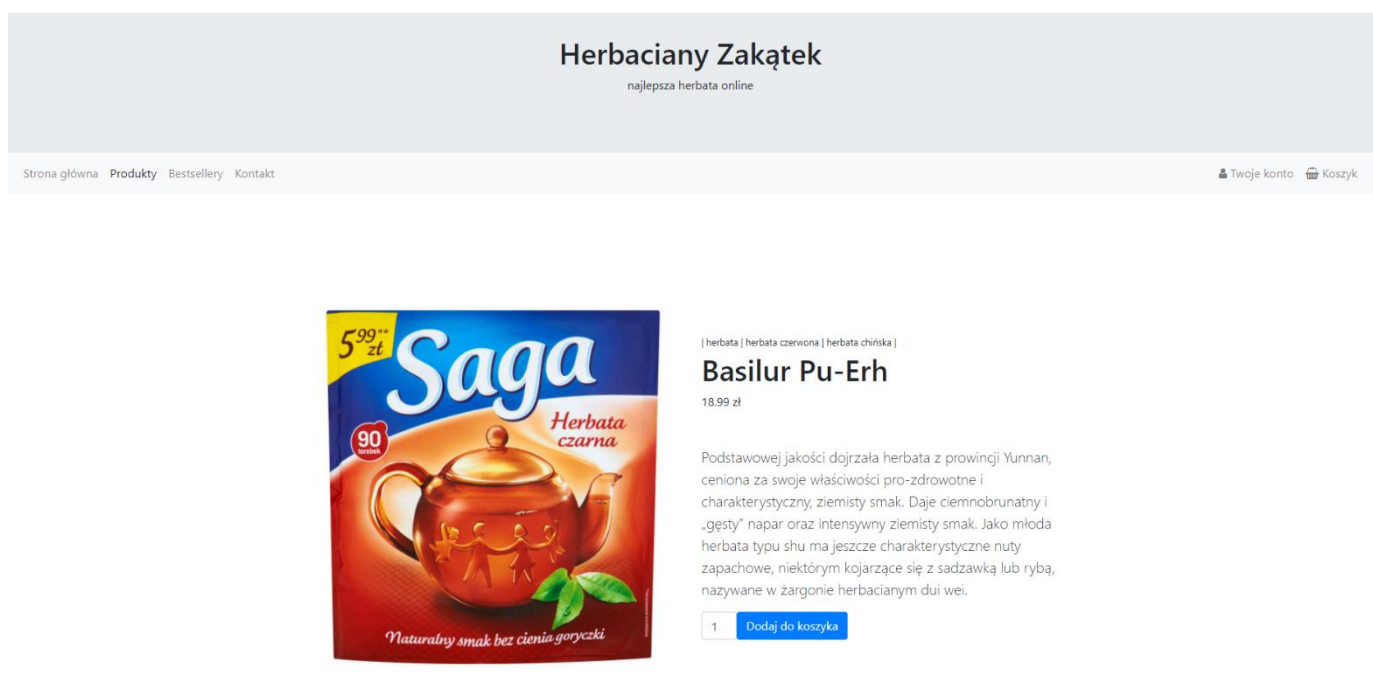 Herbaciany Zakątek
najlepsza herbata online
Strona główna Produkty Bestsellery Kontakt Twoje konto Koszyk
599** zł
Saga
Herbata
czarna
90
torebek
Naturalny smak bez cienia goryczki
| herbata | herbata czerwona | herbata chińska |
Basilur Pu-Erh
18.99 zł
Podstawowej jakości dojrzała herbata z prowincji Yunnan,
ceniona za swoje właściwości pro-zdrowotne i
charakterystyczny, ziemisty smak. Daje ciemnobrunatny i
„gęsty” napar oraz intensywny ziemisty smak. Jako młoda
herbata typu shu ma jeszcze charakterystyczne nuty
zapachowe, niektórym kojarzące się z sadzawką lub rybą,
nazywane w żargonie herbacianym dui wei.
1 Dodaj do koszyka